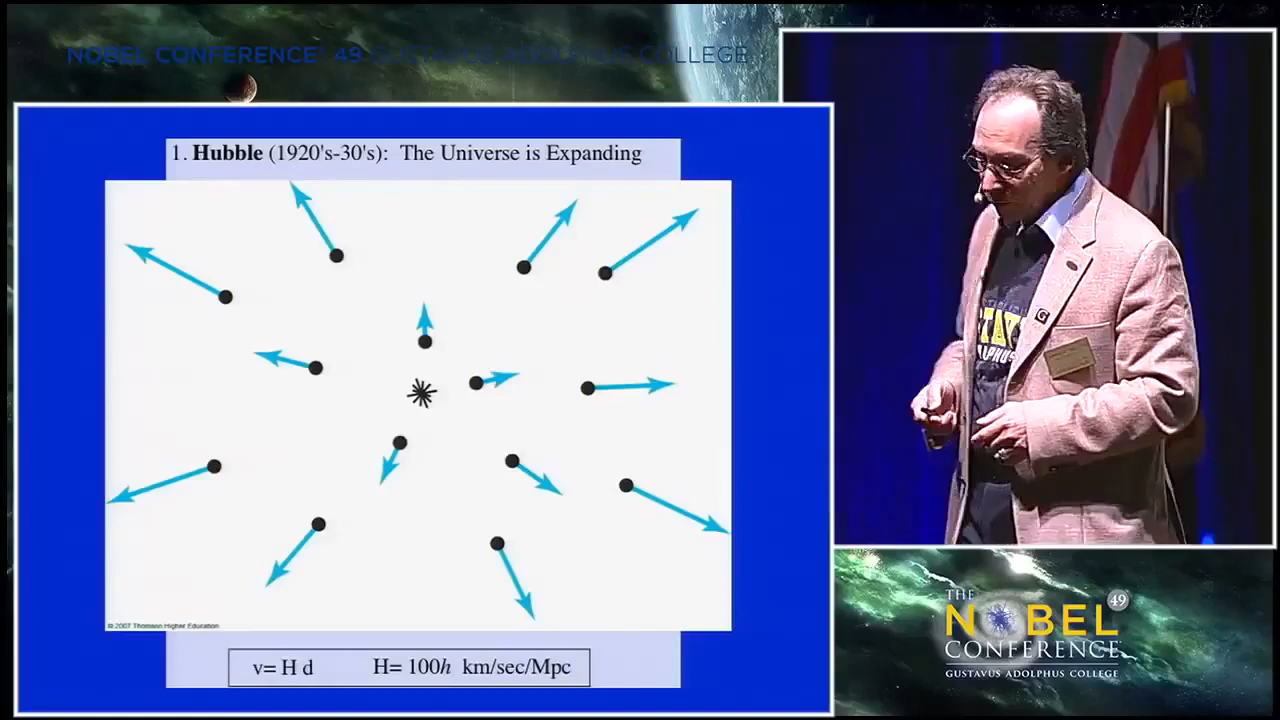 NOBEL CONFERENCE® 49 GUSTAVUS ADOLPHUS COLLEGE
1. Hubble (1920's-30's): The Universe is Expanding
© 2007 Thomson Higher Education
v= H d H= 100h km/sec/Mpc
G
THE
NOBEL 49
CONFERENCE
GUSTAVUS ADOLPHUS COLLEGE